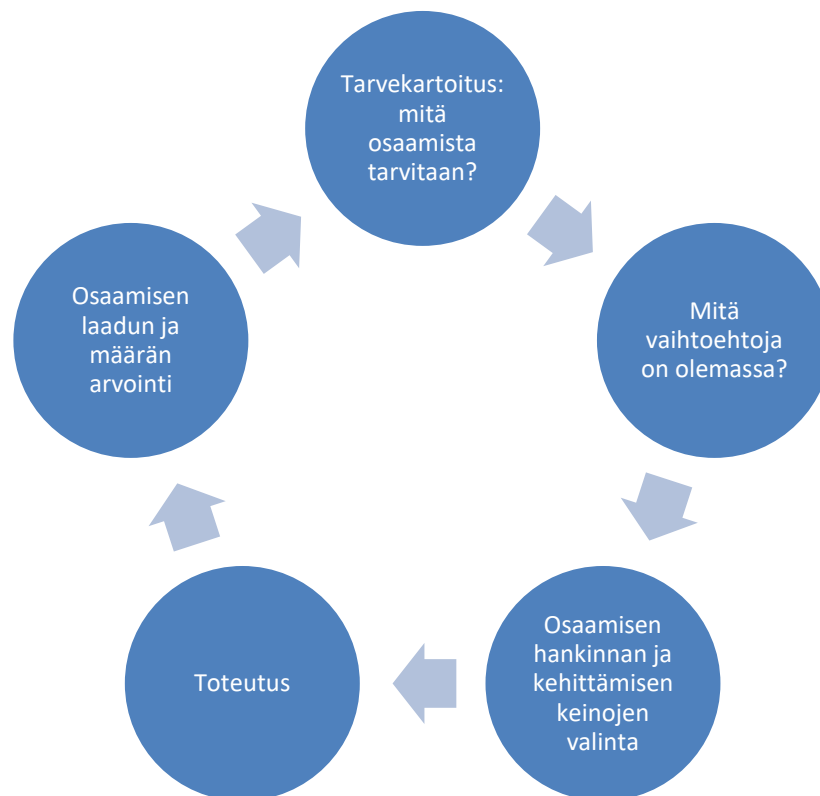 Tarvekartoitus:
mitä
osaamista
tarvitaan?
Mitä
vaihtoehtoja
on olemassa?
Osaamisen
hankinnan ja
kehittämisen
keinojen
valinta
Toteutus
Osaamisen
laadun ja
määrän
arvointi